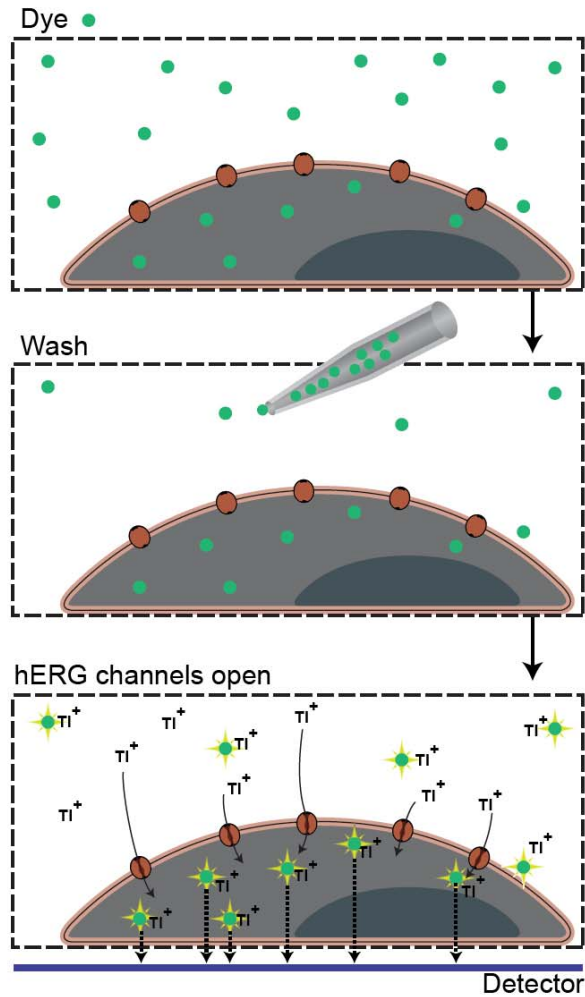 Dye
Wash
hERG channels open
Tl+ Tl+ Tl+ Tl+
Tl+
Tl+ Tl+
Tl+ Tl+ Tl+
Tl+
Tl+ Tl+
Tl+ Tl+ Tl+
Tl+ Tl+
Detector